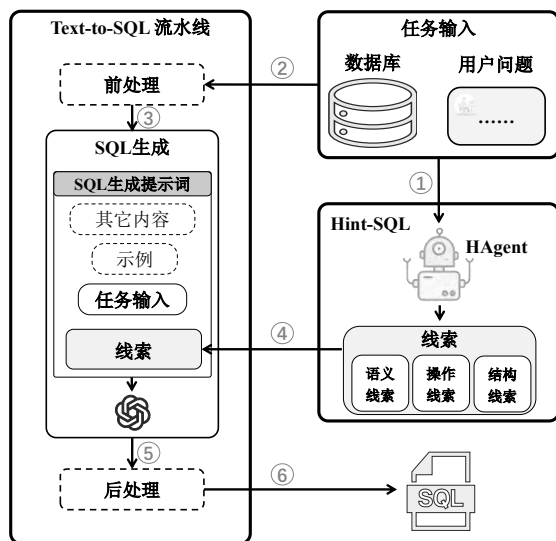 Text-to-SQL 流水线
前处理
③
SQL生成
SQL生成提示词
其它内容
示例
任务输入
线索
⑤
后处理
②
④
⑥
任务输入
数据库
用户问题
……
①
Hint-SQL
HAgent
线索
语义
线索
操作
线索
结构
线索
SQL